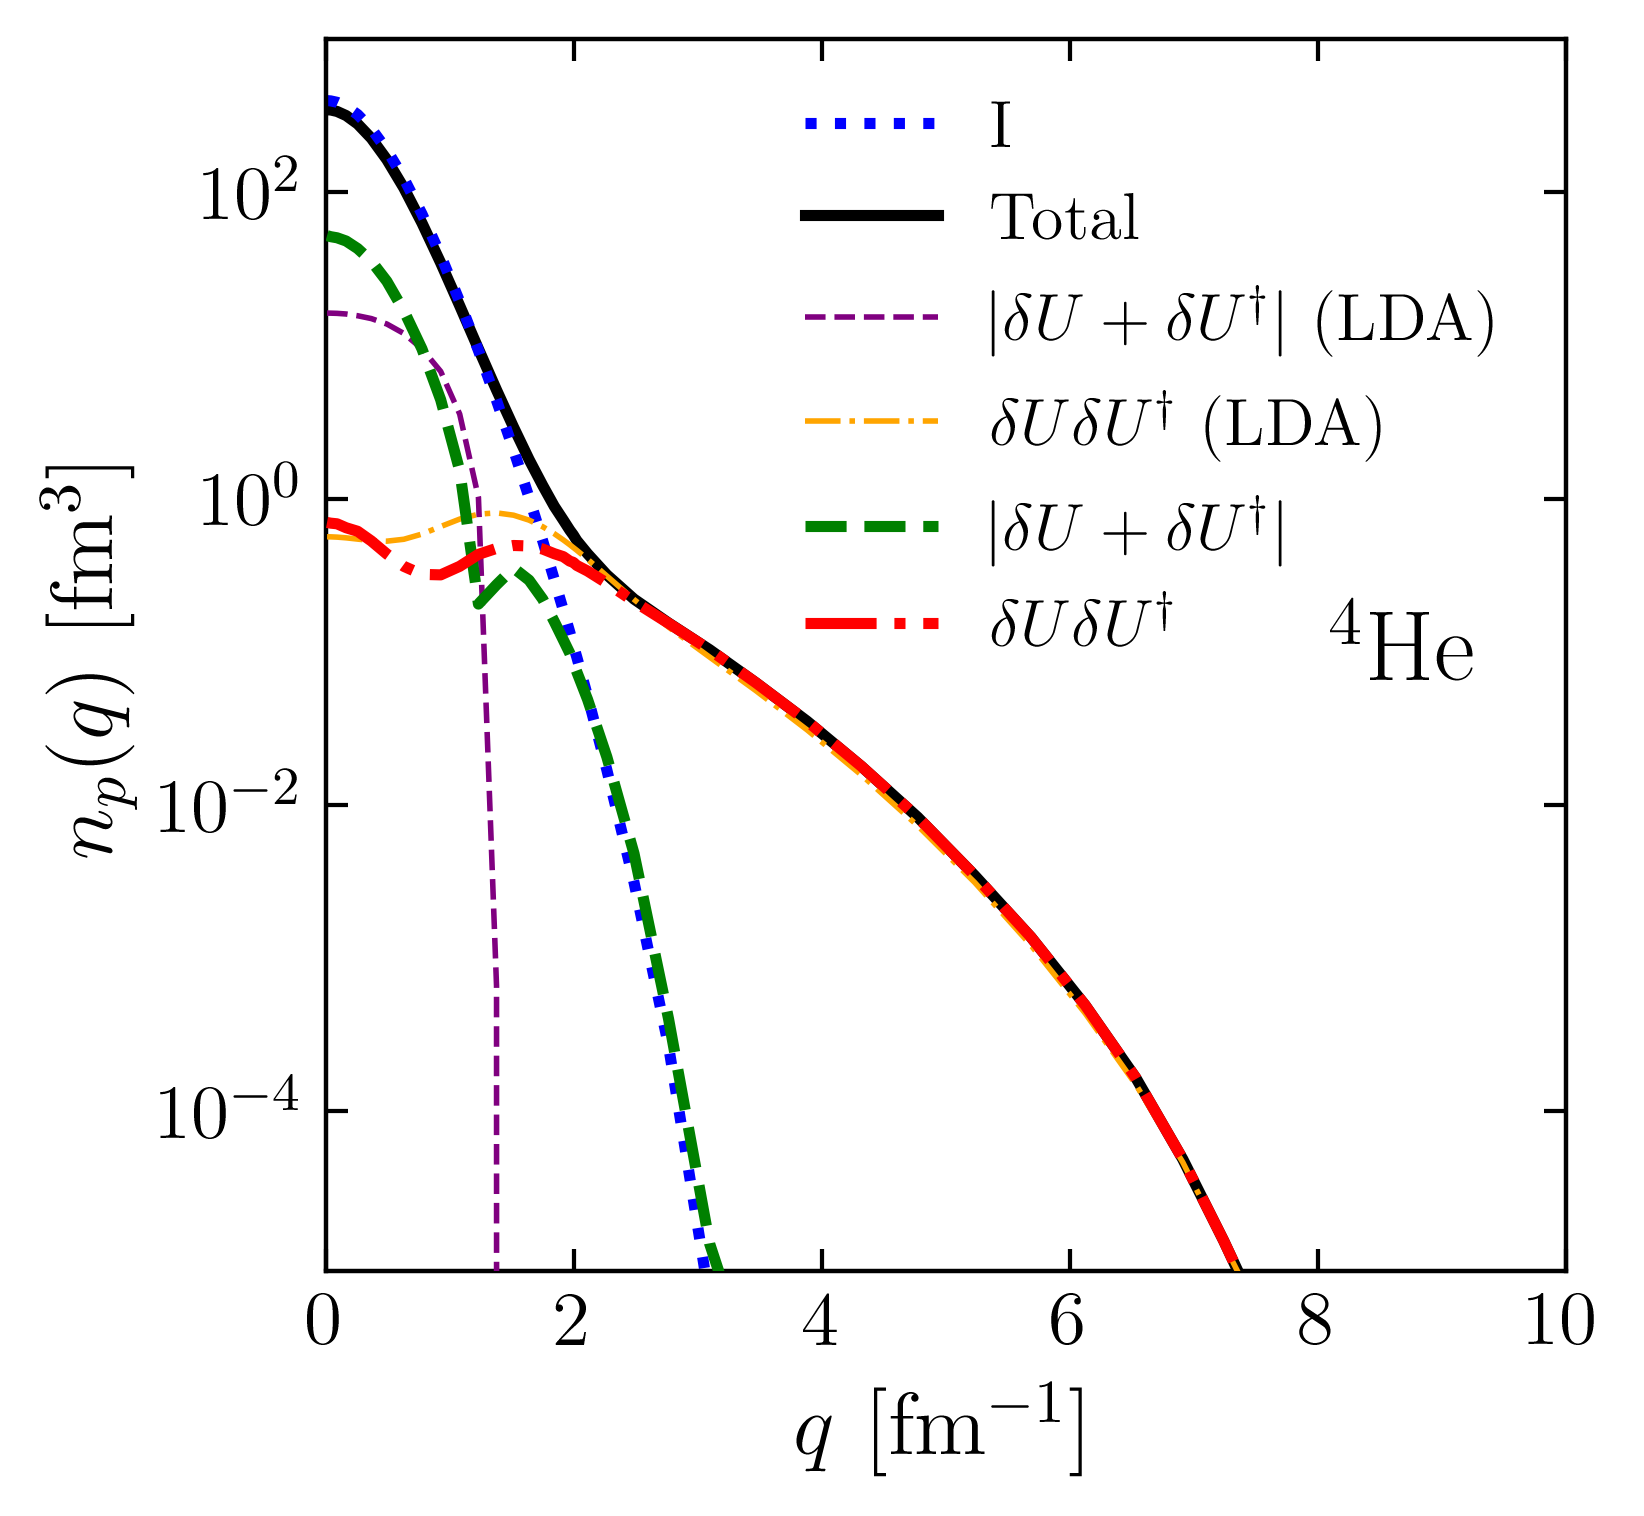 n_p(q) [fm³]
10²
10⁰
10⁻²
10⁻⁴
I
Total
|δU + δU†| (LDA)
δUδU† (LDA)
|δU + δU†|
δUδU†
⁴He
0 2 4 6 8 10
q [fm⁻¹]